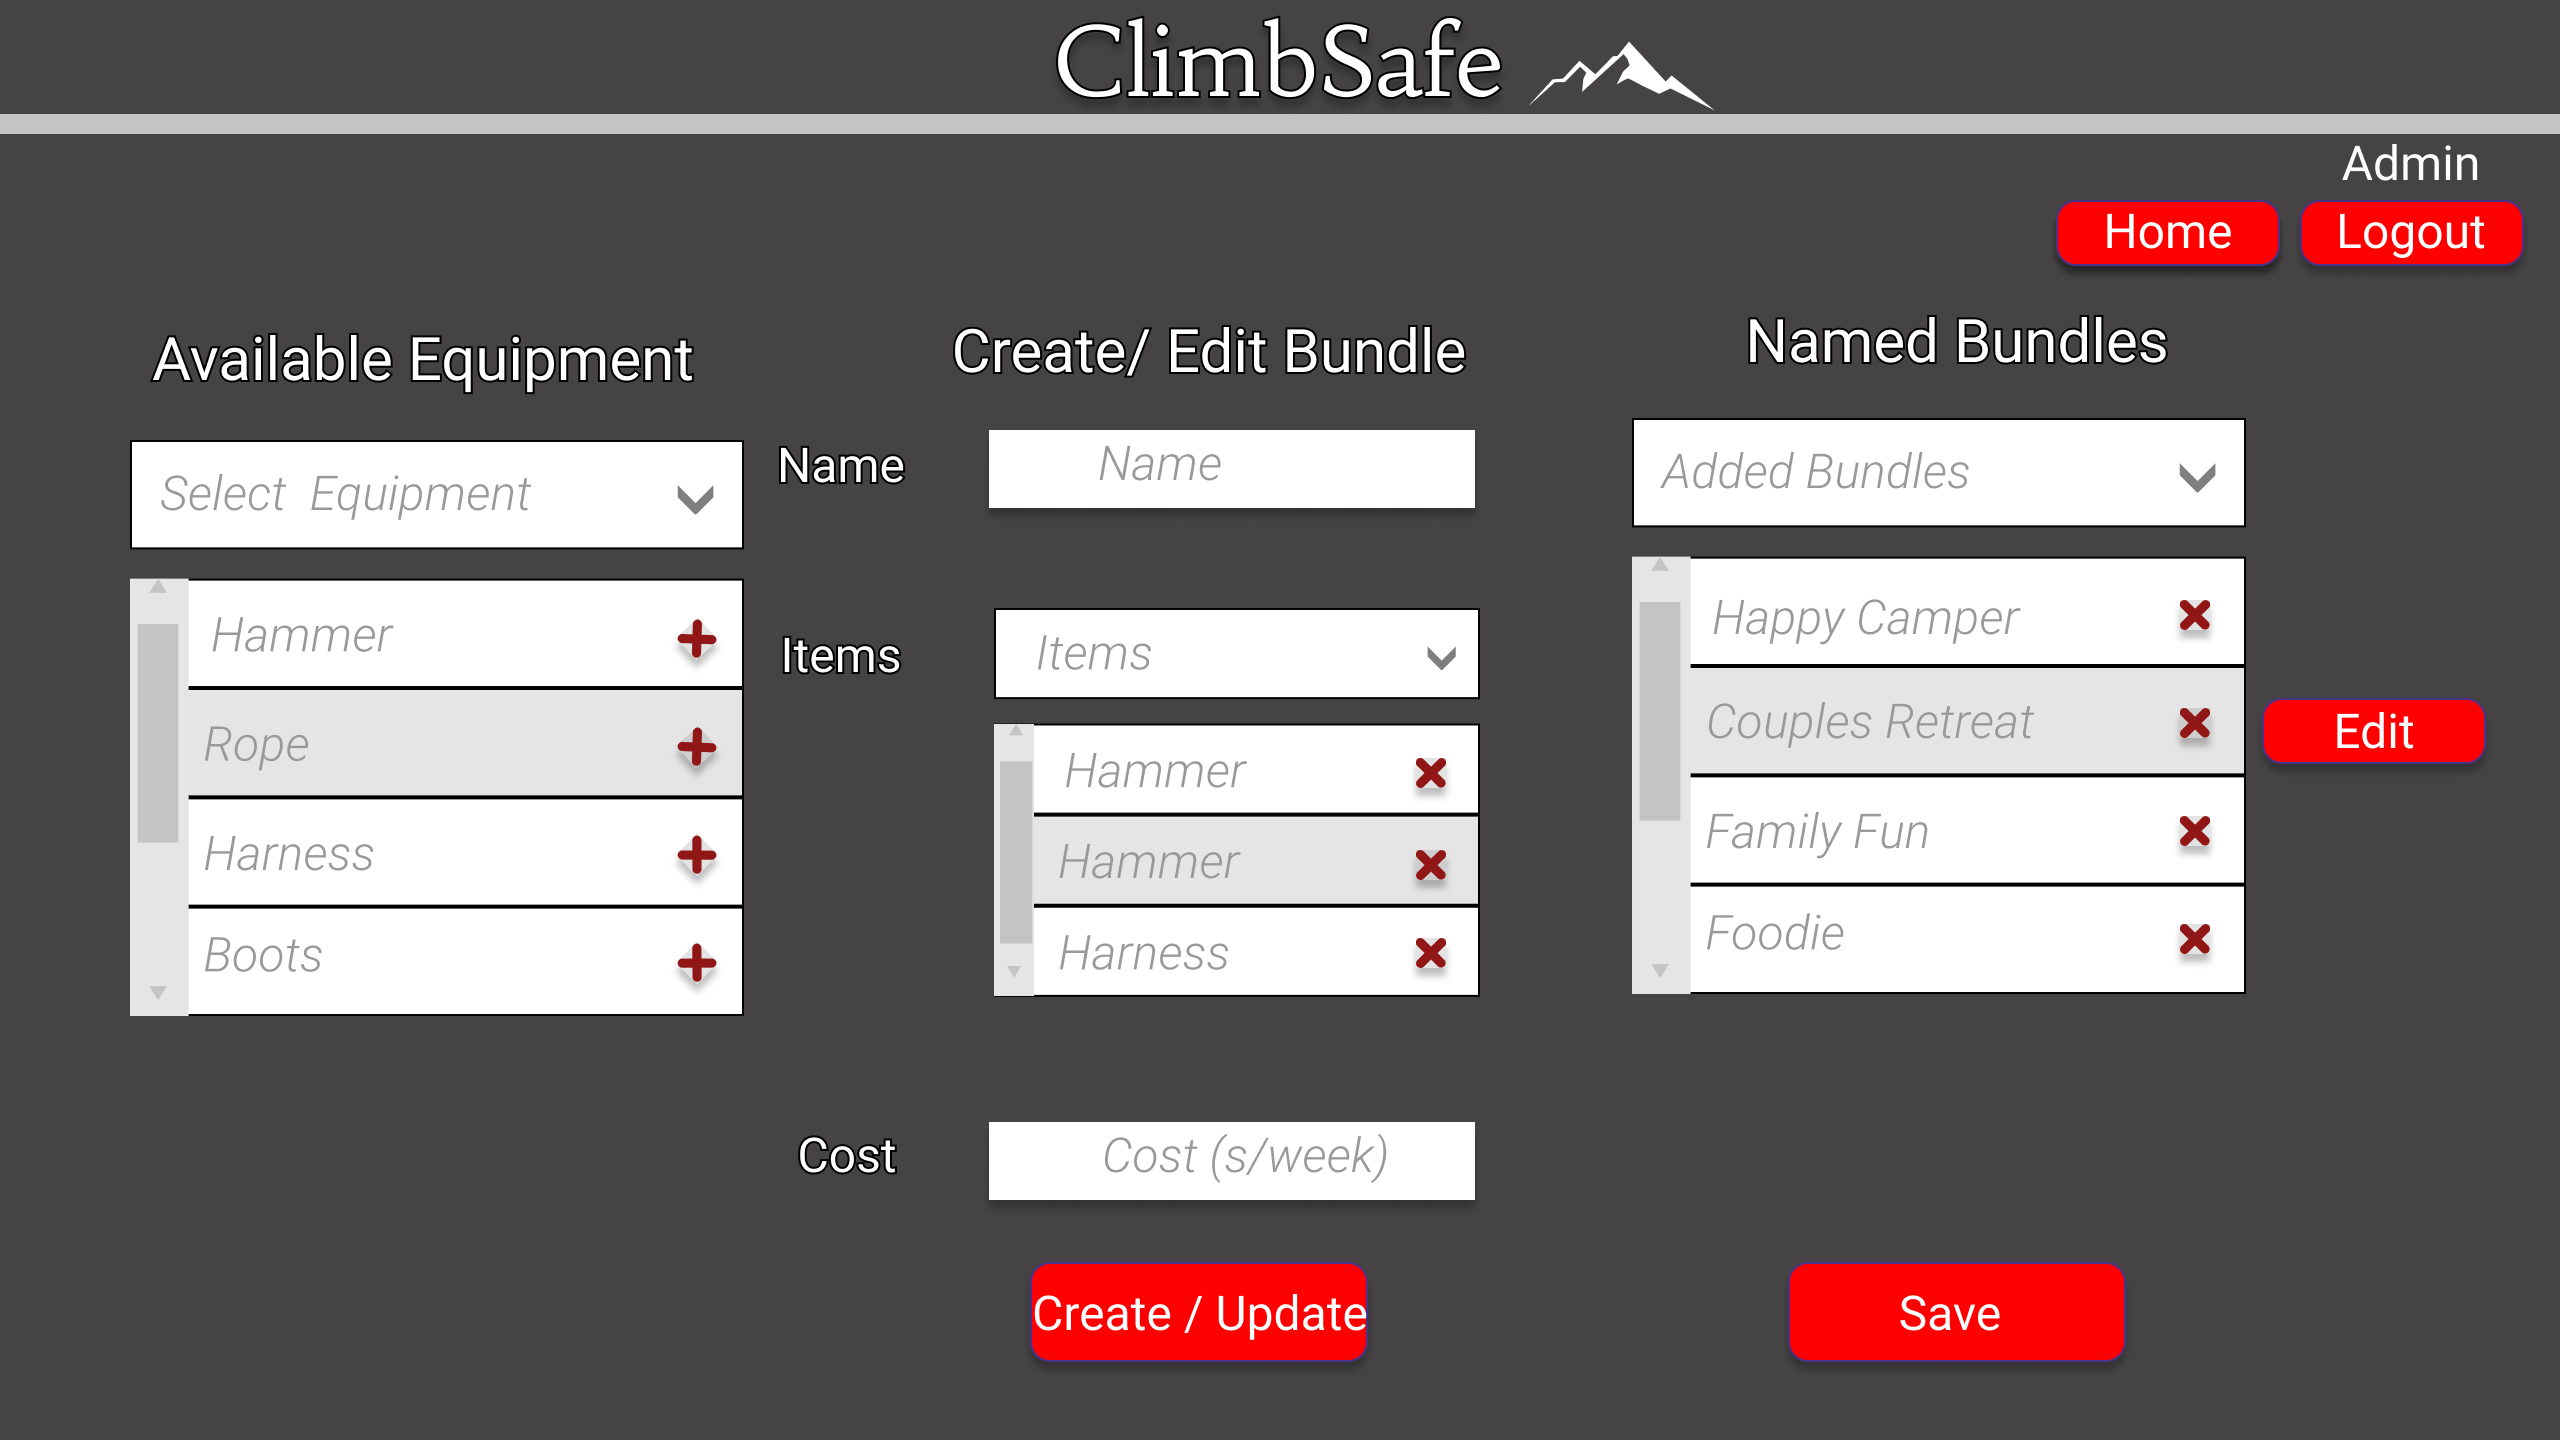 ClimbSafe
Admin
Home
Logout
Available Equipment
Select Equipment
Hammer
Rope
Harness
Boots
Create/ Edit Bundle
Name
Name
Items
Items
Hammer
Hammer
Harness
Cost
Cost (s/week)
Create / Update
Named Bundles
Added Bundles
Happy Camper
Couples Retreat
Edit
Family Fun
Foodie
Save